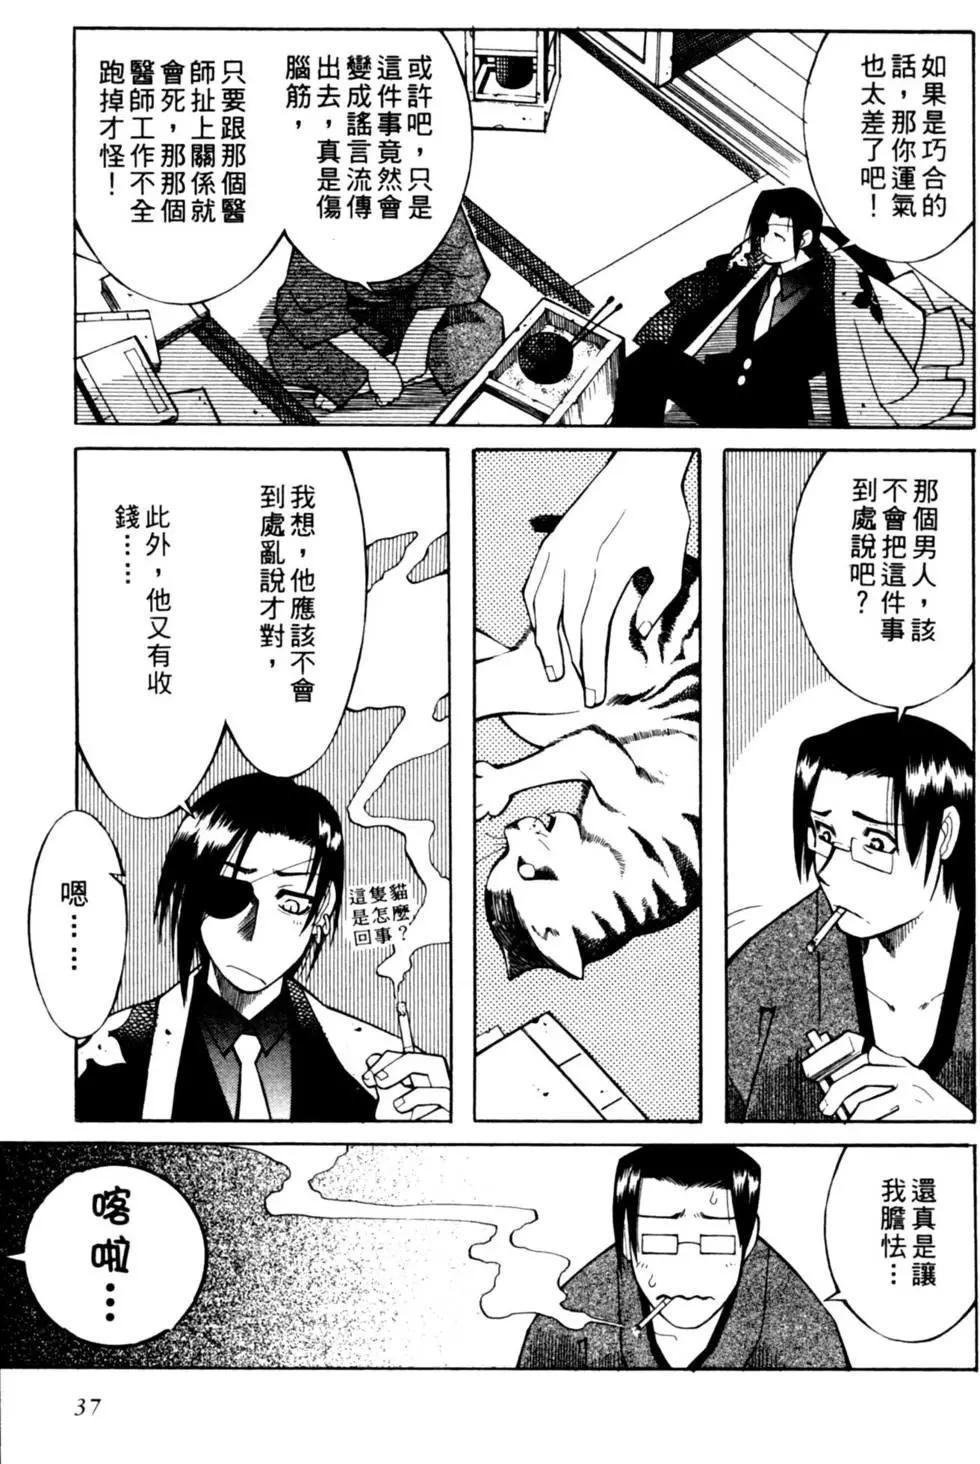 如果是巧合的
話，那你運氣
也太差了吧！
或許吧，只是
這件事竟然會
變成謠言流傳
出去，真是傷
腦筋，
只要跟那個醫
師扯上關係就
會死，那那個
醫師工作不全
跑掉才怪！
那個男人，該
不會把這件事
到處說吧？
我想，他應該不會
到處亂說才對，
此外，他又有收
錢……
貓麼？
隻怎事
這是回
嗯……
還真是讓
我膽怯…
喀啦…
37